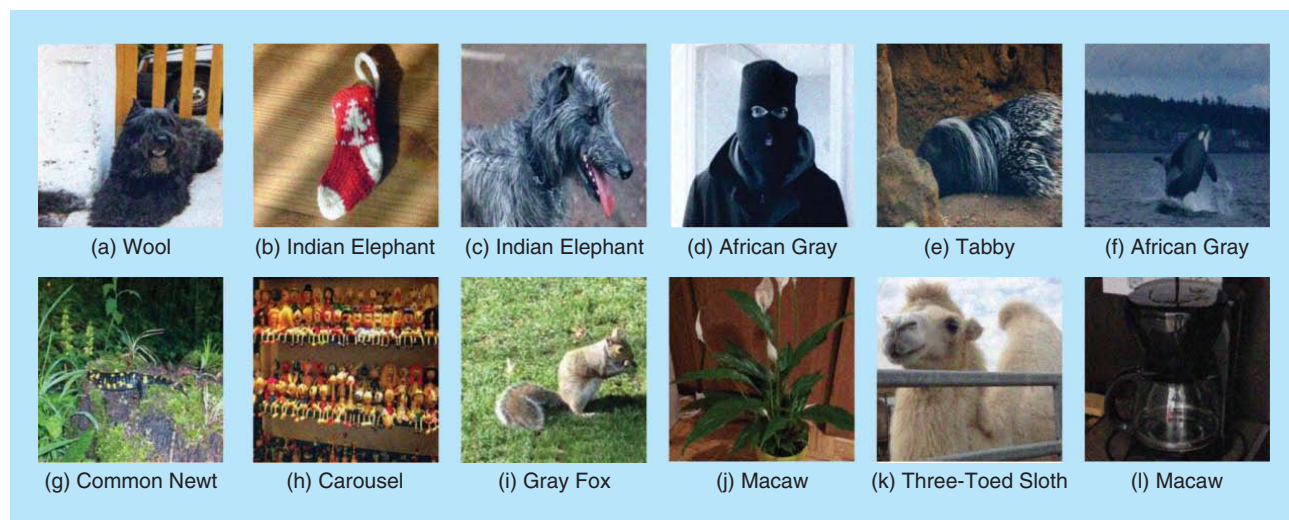 (a) Wool
(b) Indian Elephant
(c) Indian Elephant
(d) African Gray
(e) Tabby
(f) African Gray
(g) Common Newt
(h) Carousel
(i) Gray Fox
(j) Macaw
(k) Three-Toed Sloth
(l) Macaw